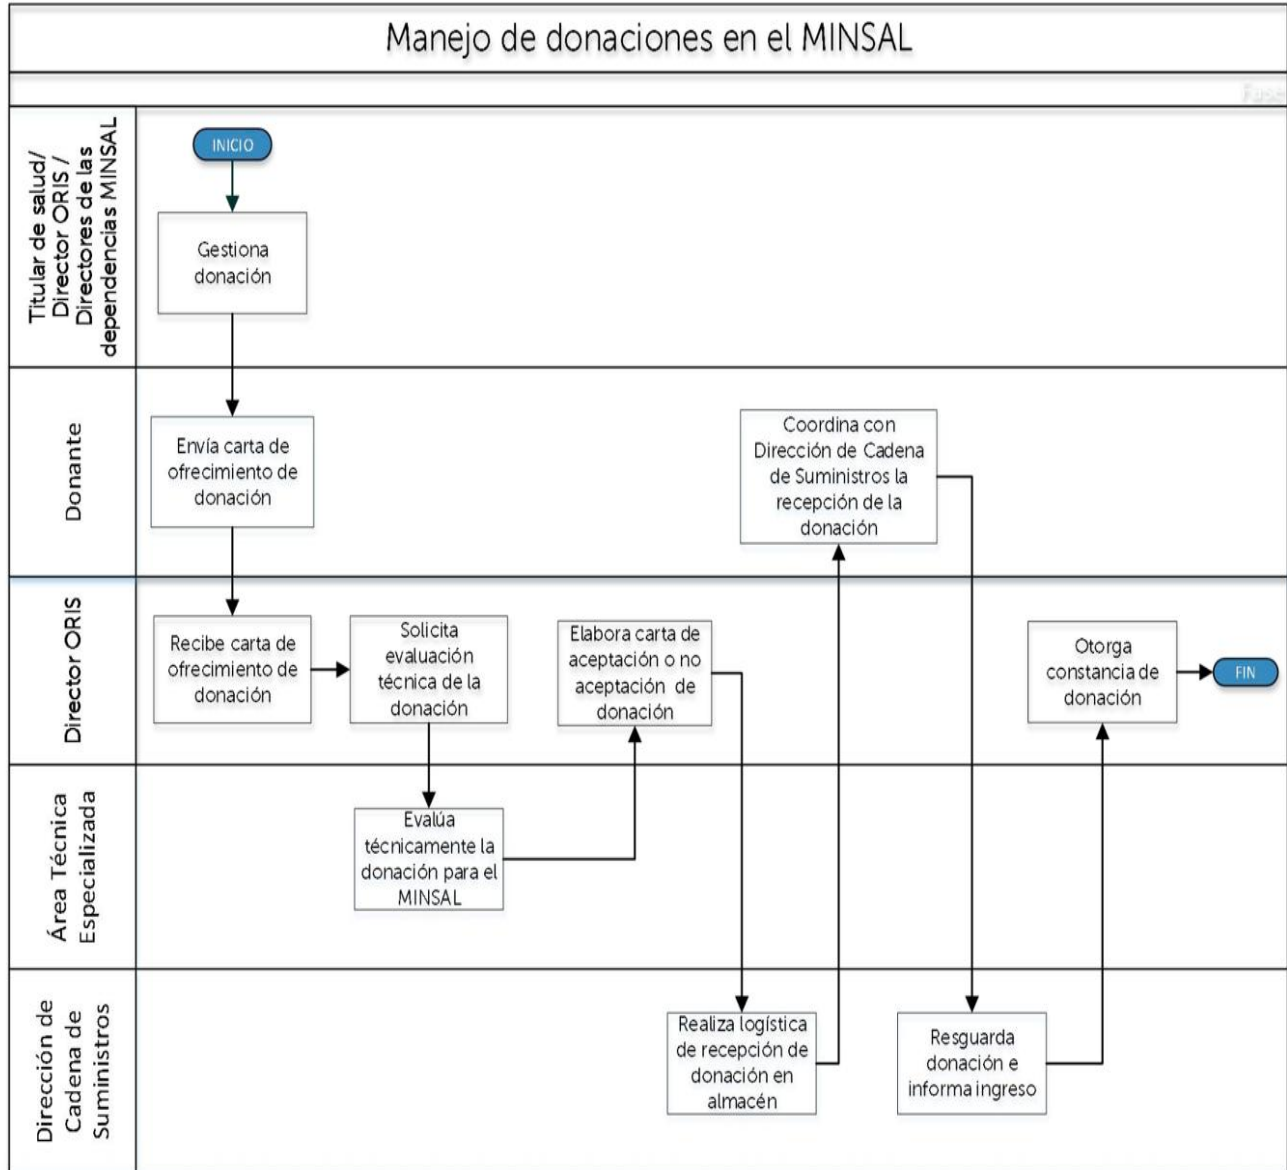 Manejo de donaciones en el MINSAL
Fase
Titular de salud/
Director ORIS /
Directores de las
dependencias MINSAL
INICIO
Gestiona
donación
Donante
Envía carta de
ofrecimiento de
donación
Coordina con
Dirección de Cadena
de Suministros la
recepción de la
donación
Director ORIS
Recibe carta de
ofrecimiento de
donación
Solicita
evaluación
técnica de la
donación
Elabora carta de
aceptación o no
aceptación de
donación
Otorga
constancia de
donación
FIN
Área Técnica
Especializada
Evalúa
técnicamente la
donación para el
MINSAL
Dirección de
Cadena de
Suministros
Realiza logística
de recepción de
donación en
almacén
Resguarda
donación e
informa ingreso